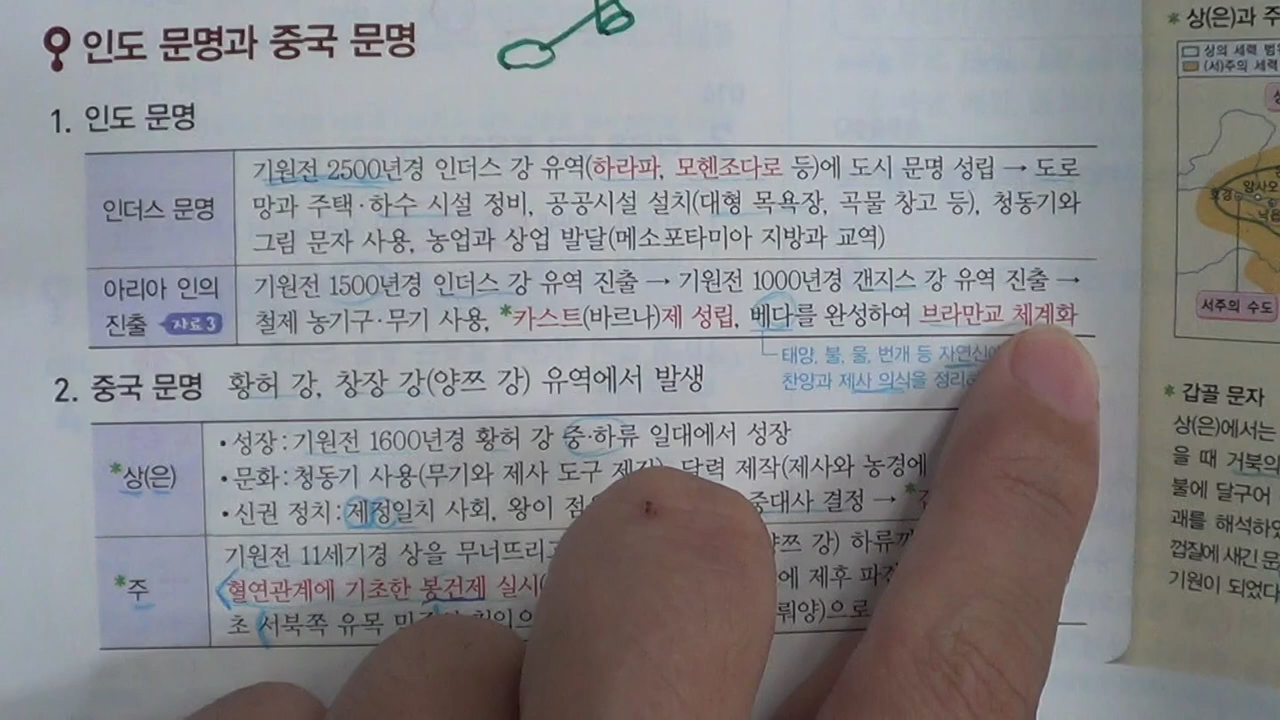 인도 문명과 중국 문명
1. 인도 문명
인더스 문명
기원전 2500년경 인더스 강 유역(하라파, 모헨조다로 등)에 도시 문명 성립 → 도로
망과 주택·하수 시설 정비, 공공시설 설치(대형 목욕장, 곡물 창고 등), 청동기와
그림 문자 사용, 농업과 상업 발달(메소포타미아 지방과 교역)
아리아 인의
진출 자료 3
기원전 1500년경 인더스 강 유역 진출 → 기원전 1000년경 갠지스 강 유역 진출 →
철제 농기구·무기 사용, *카스트(바르나)제 성립, 베다를 완성하여 브라만교 체계화
태양, 불, 물, 번개 등
찬양과 제사 의식을
2. 중국 문명 황허 강, 창장 강(양쯔 강) 유역에서 발생
*상(은)
• 성장 : 기원전 1600년경 황허 강 중·하류 일대에서 성장
• 문화 : 청동기 사용(무기와 제사 도구 달력 제작(제사와 농경에
• 신권 정치 : 제정일치 사회, 왕이 중대사 결정 → *
*주
기원전 11세기경 상을 강) 하류
혈연관계에 기초한 봉건제 실시 에 제후
초 서북쪽 유목 으로
* 상(은)과 주
상의 세력
(서)주의 세력
서주의 수도
* 갑골 문자
상(은)에서는
을 때
불에 달구어
괘를 해석하
껍질에 새긴
기원이 되었다